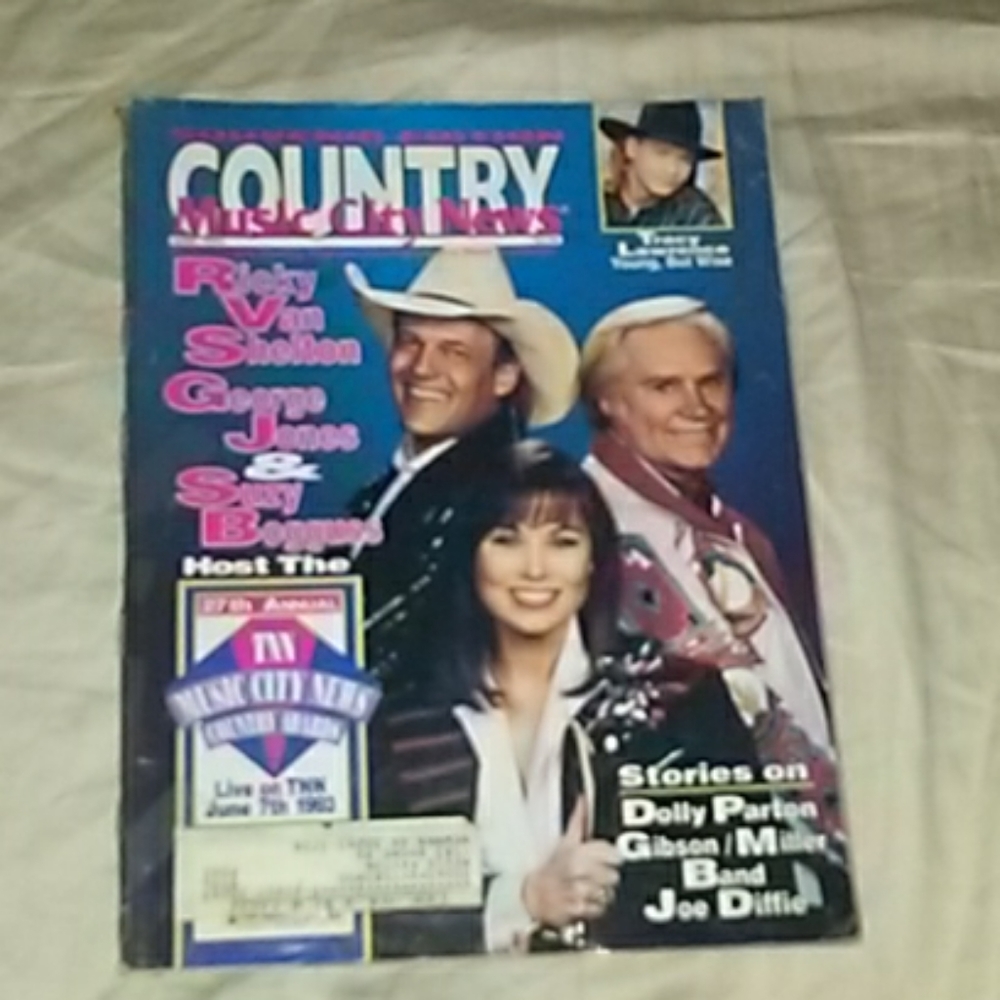 COUNTRY
Music City News
Tracy
Lawrence
Young, But Wise
Ricky
Van
Shelton
George
Jones
&
Suzy
Bogguss
Host The
27th Annual
TNN
MUSIC CITY NEWS
COUNTRY AWARDS
Live on TNN
June 7th 1993
Stories on
Dolly Parton
Gibson / Miller
Band
Joe Diffie